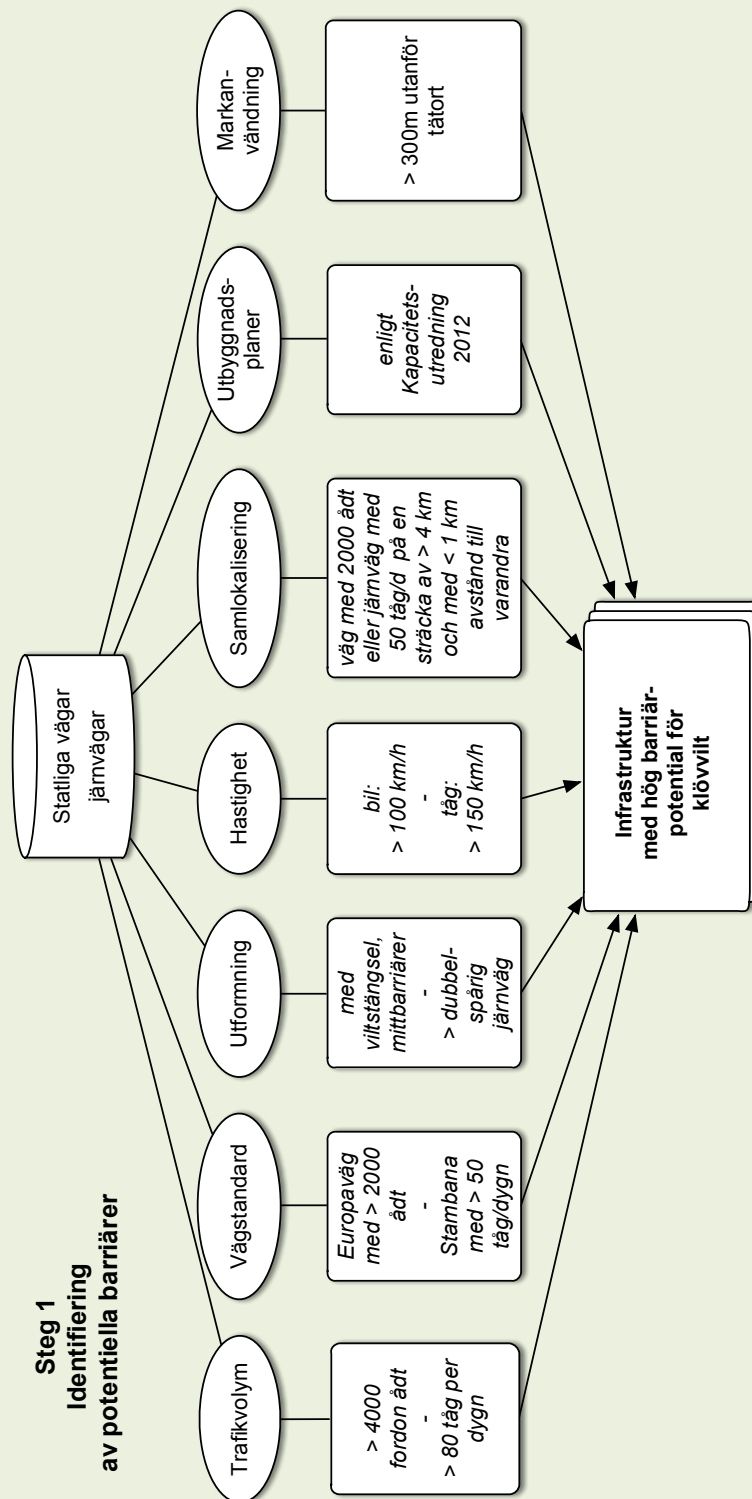 Steg 1
Identifiering
av potentiella barriärer
Statliga vägar
järnvägar
Trafikvolym
Vägstandard
Utformning
Hastighet
Samlokalisering
Utbyggnads-
planer
Markan-
vändning
> 4000
fordon ådt
-
> 80 tåg per
dygn
Europaväg
med > 2000
ådt
-
Stambana
med > 50
tåg/dygn
med
viltstängsel,
mittbarriärer
-
> dubbel-
spårig
järnväg
bil:
> 100 km/h
-
tåg:
> 150 km/h
väg med 2000 ådt
eller järnväg med
50 tåg/d på en
sträcka av > 4 km
och med < 1 km
avstånd till
varandra
enligt
Kapacitets-
utredning
2012
> 300m utanför
tätort
Infrastruktur
med hög barriär-
potential för
klövvilt